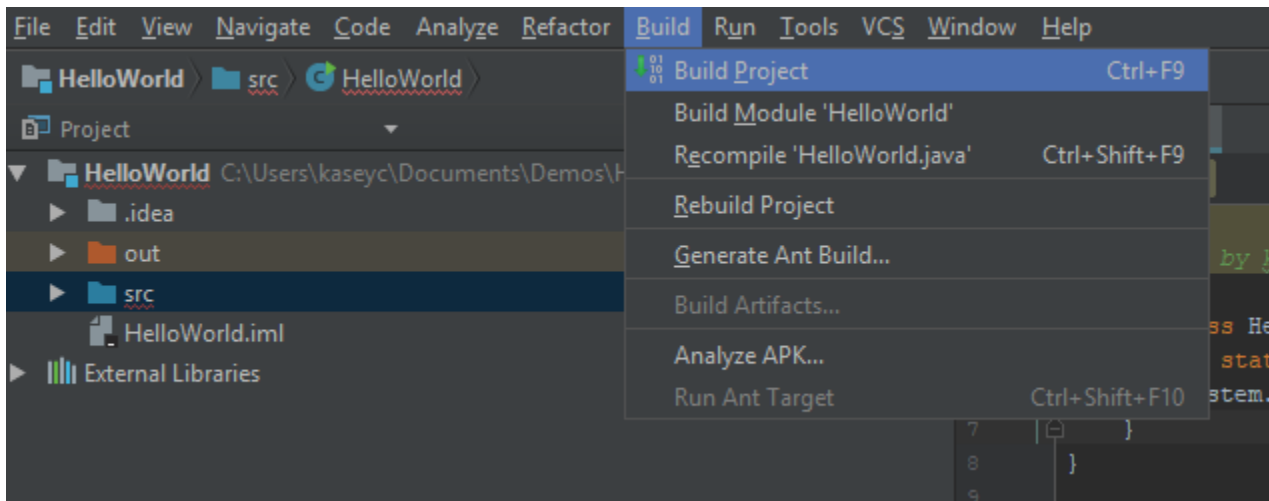 File Edit View Navigate Code Analyze Refactor Build Run Tools VCS Window Help
HelloWorld src HelloWorld
Project
HelloWorld C:\Users\kaseyc\Documents\Demos\H
.idea
out
src
HelloWorld.iml
External Libraries
Build Project Ctrl+F9
Build Module 'HelloWorld'
Recompile 'HelloWorld.java' Ctrl+Shift+F9
Rebuild Project
Generate Ant Build...
Build Artifacts...
Analyze APK...
Run Ant Target Ctrl+Shift+F10
by
ss He
stat
stem.
7 }
8 }
9